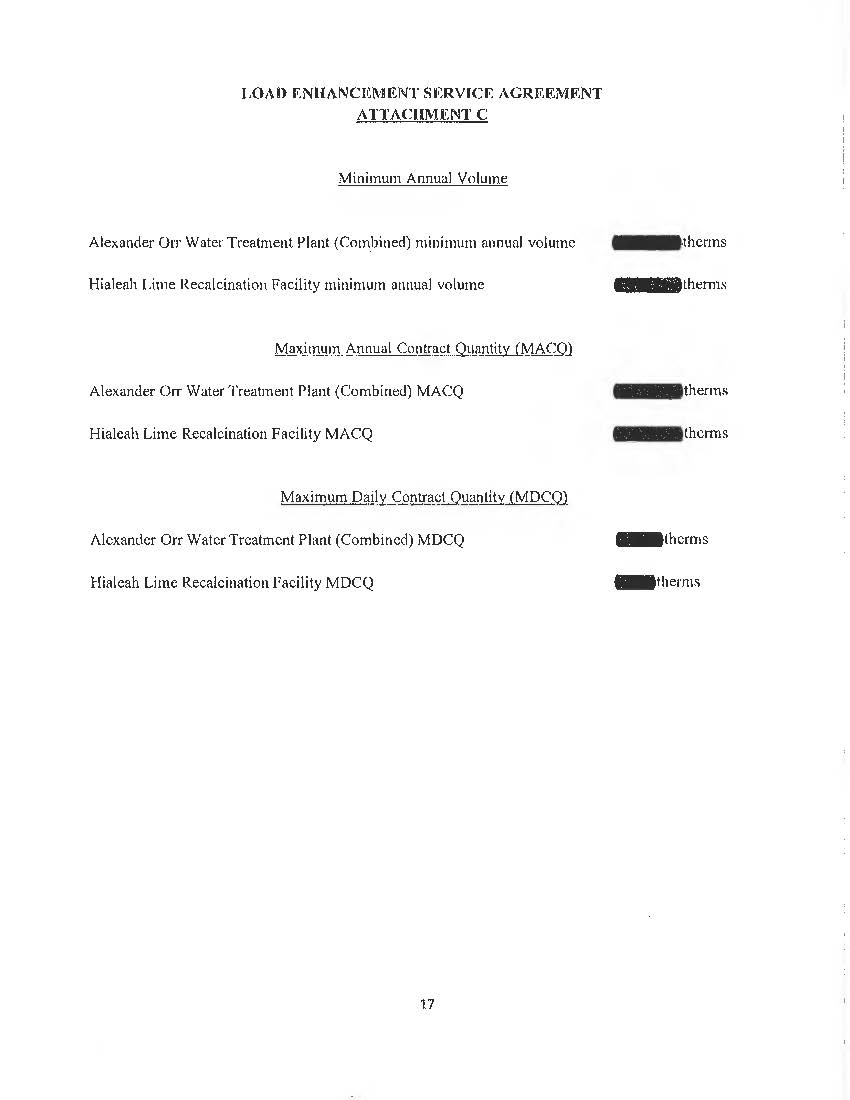 LOAD ENHANCEMENT SERVICE AGREEMENT
ATTACHMENT C
Minimum Annual Volume
Alexander Orr Water Treatment Plant (Combined) minimum annual volume therms
Hialeah Lime Recalcination Facility minimum annual volume therms
Maximum Annual Contract Quantity (MACQ)
Alexander Orr Water Treatment Plant (Combined) MACQ therms
Hialeah Lime Recalcination Facility MACQ therms
Maximum Daily Contract Quantity (MDCQ)
Alexander Orr Water Treatment Plant (Combined) MDCQ therms
Hialeah Lime Recalcination Facility MDCQ therms
17